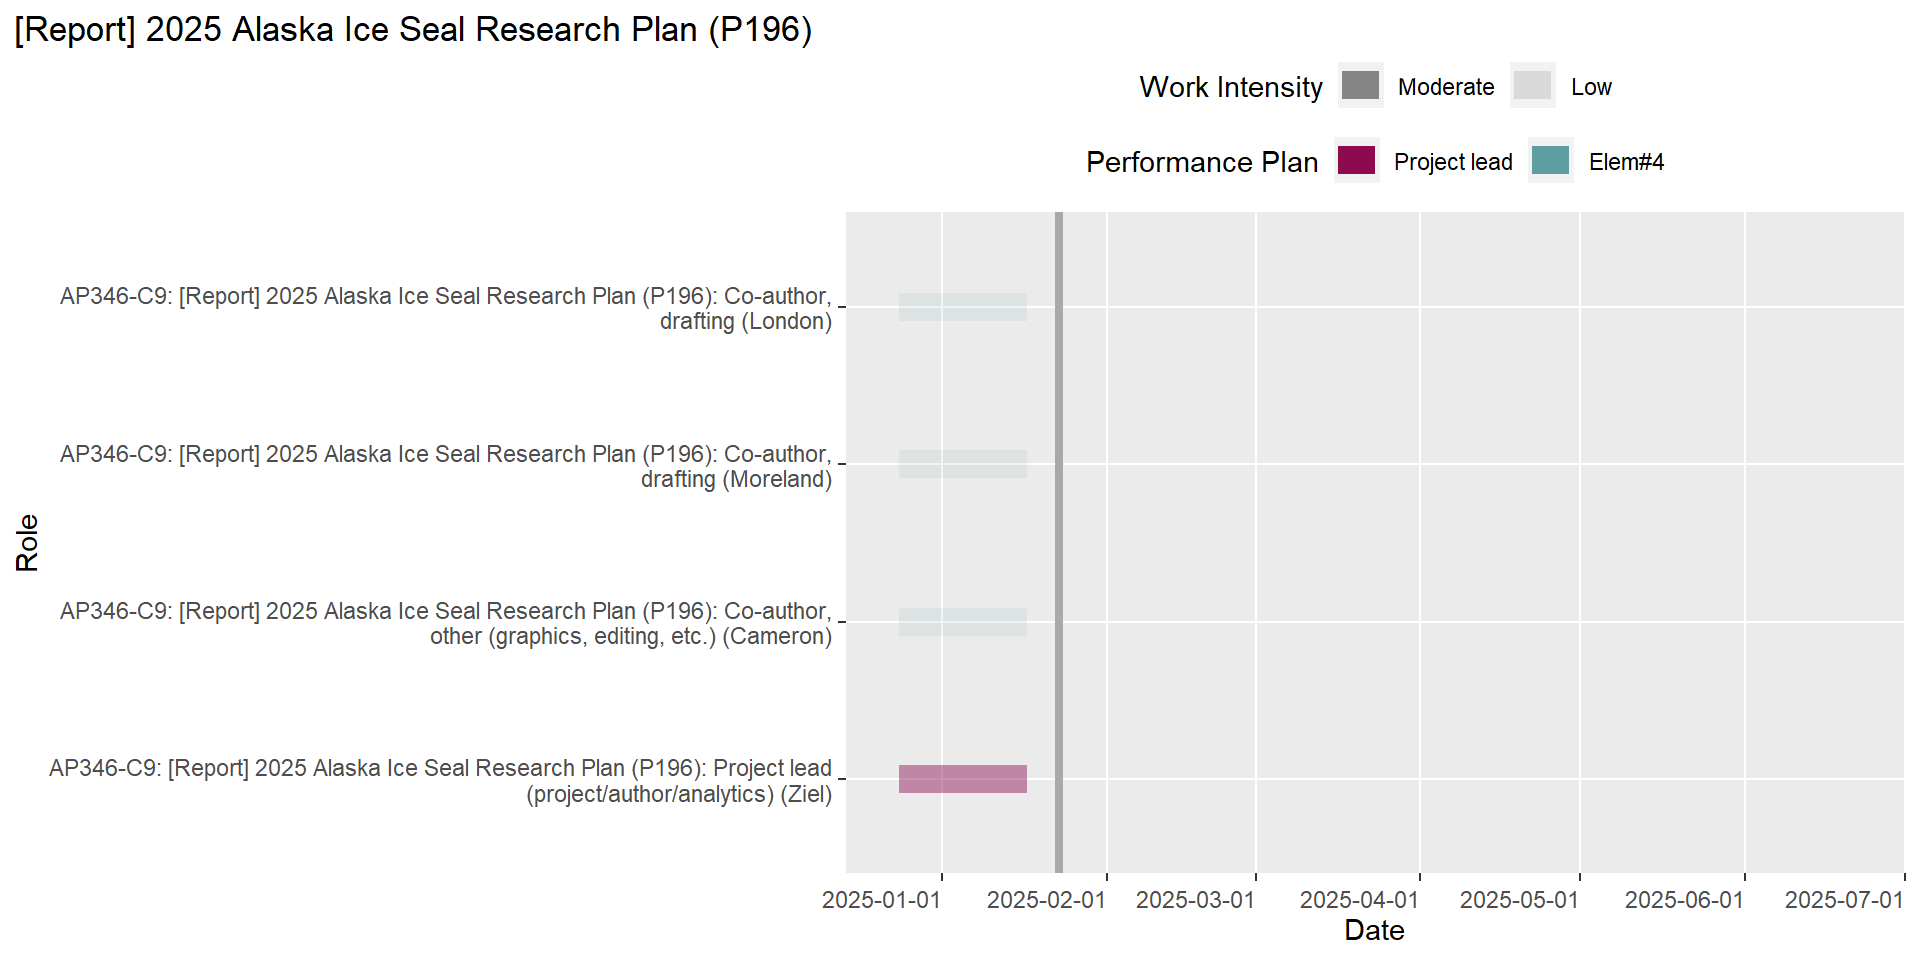 [Report] 2025 Alaska Ice Seal Research Plan (P196)
Work Intensity Moderate Low
Performance Plan Project lead Elem#4
AP346-C9: [Report] 2025 Alaska Ice Seal Research Plan (P196): Co-author,
drafting (London)
AP346-C9: [Report] 2025 Alaska Ice Seal Research Plan (P196): Co-author,
drafting (Moreland)
AP346-C9: [Report] 2025 Alaska Ice Seal Research Plan (P196): Co-author,
other (graphics, editing, etc.) (Cameron)
AP346-C9: [Report] 2025 Alaska Ice Seal Research Plan (P196): Project lead
(project/author/analytics) (Ziel)
Role
2025-01-01 2025-02-01 2025-03-01 2025-04-01 2025-05-01 2025-06-01 2025-07-01
Date